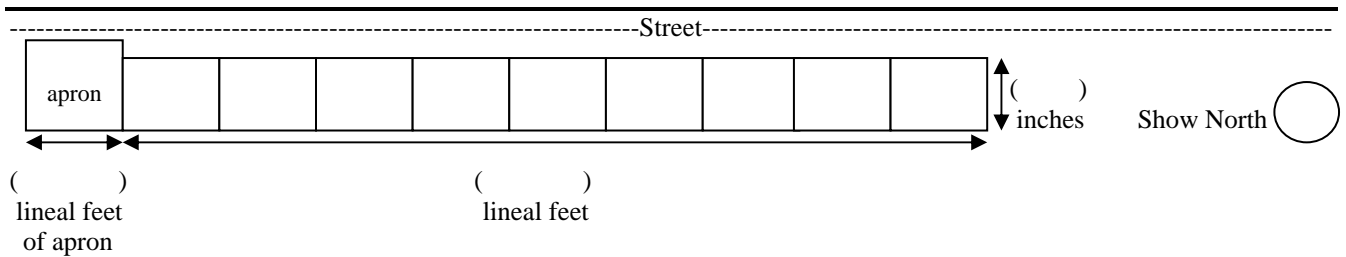 Street
apron
(          )
inches
Show North
(               )
lineal feet
of apron
(               )
lineal feet